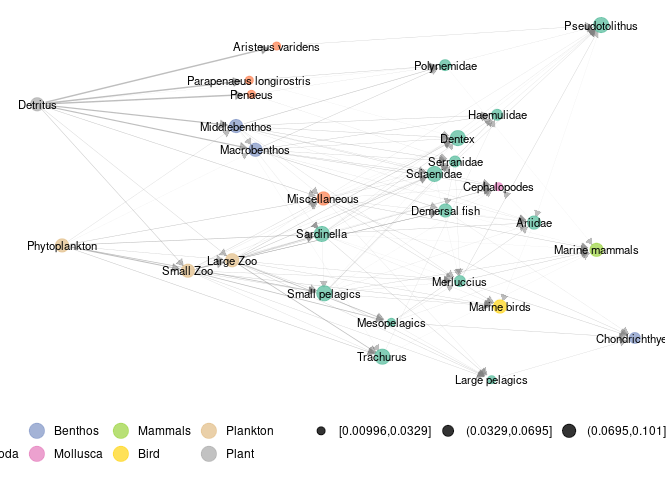 Pseudotolithus
Aristeus varidens
Polynemidae
Parapenaeus longirostris
Penaeus
Detritus
Haemulidae
Middlebenthos
Dentex
Macrobenthos
Serranidae
Sciaenidae
Cephalopodes
Miscellaneous
Demersal fish
Ariidae
Sardinella
Phytoplankton
Marine mammals
Large Zoo
Small Zoo
Merluccius
Small pelagics
Marine birds
Mesopelagics
Chondrichthye
Trachurus
Large pelagics
Benthos Mammals Plankton [0.00996,0.0329] (0.0329,0.0695] (0.0695,0.101]
oda Mollusca Bird Plant